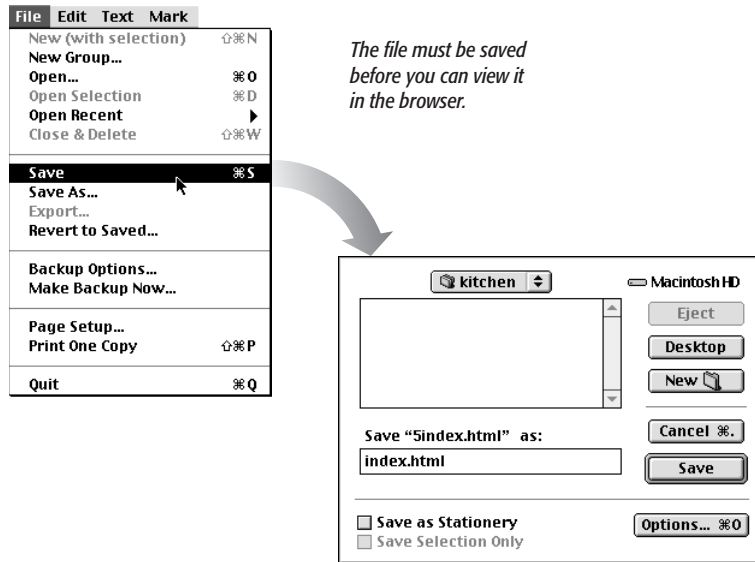 File Edit Text Mark
New (with selection) ⇧⌘N
New Group...
Open... ⌘O
Open Selection ⌘D
Open Recent ▶
Close & Delete ⇧⌘W
Save ⌘S
Save As...
Export...
Revert to Saved...
Backup Options...
Make Backup Now...
Page Setup...
Print One Copy ⇧⌘P
Quit ⌘Q
The file must be saved
before you can view it
in the browser.
kitchen
Macintosh HD
Eject
Desktop
New
Save “5index.html” as:
index.html
Cancel ⌘.
Save
Save as Stationery
Save Selection Only
Options... ⌘O